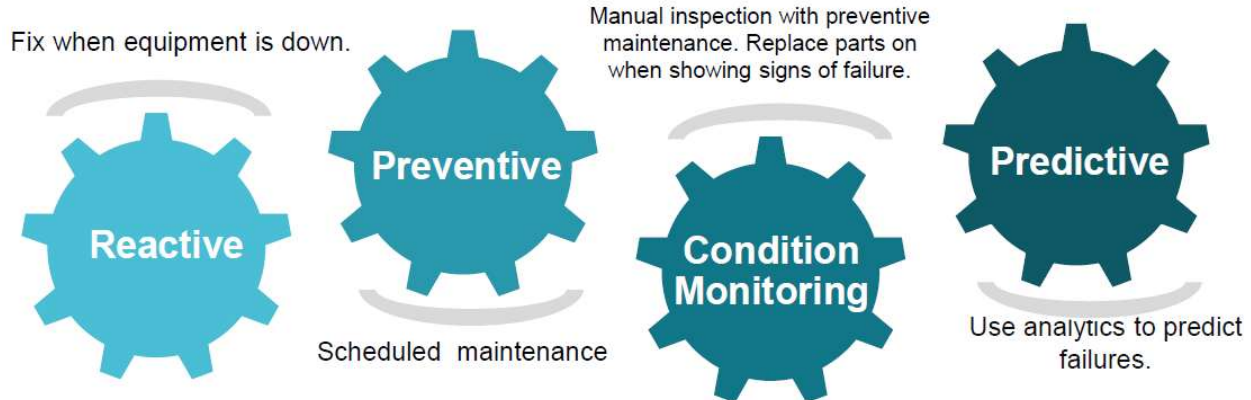 Fix when equipment is down.
Reactive
Preventive
Scheduled maintenance
Manual inspection with preventive
maintenance. Replace parts on
when showing signs of failure.
Condition
Monitoring
Predictive
Use analytics to predict
failures.